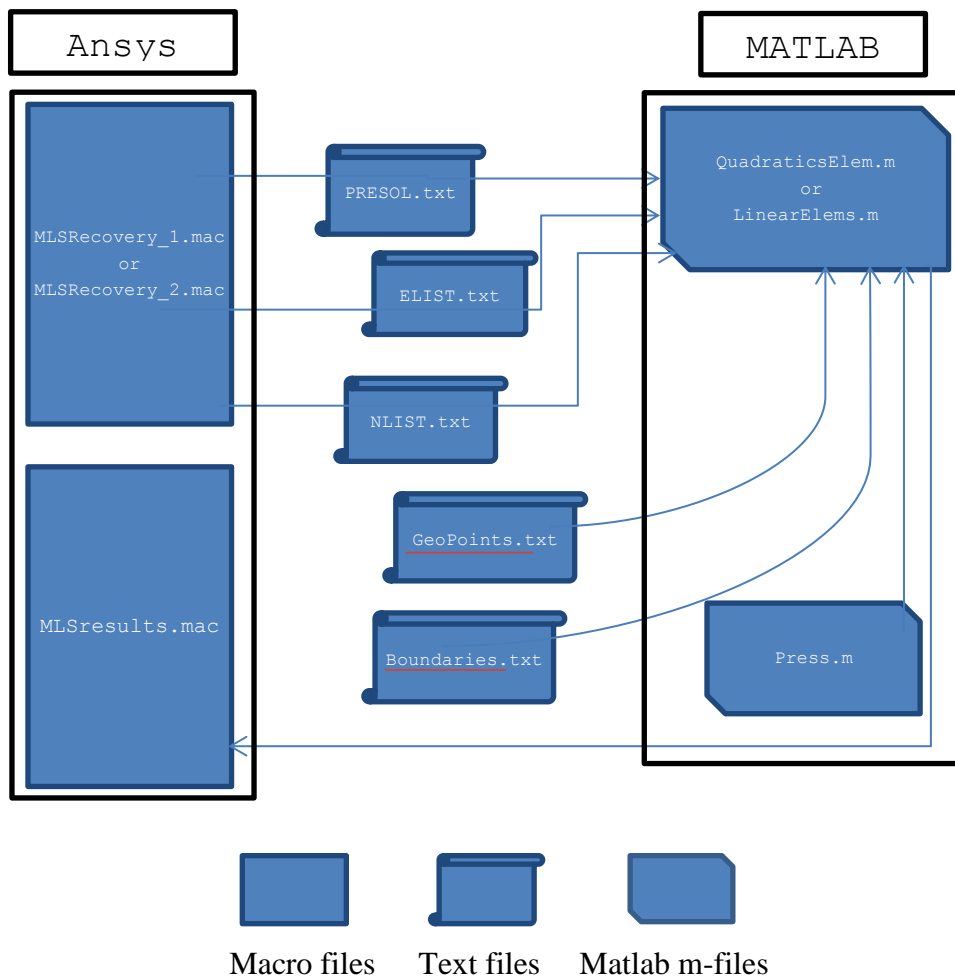 Ansys
MATLAB
MLSRecovery_1.mac
or
MLSRecovery_2.mac
PRESOL.txt
ELIST.txt
NLIST.txt
QuadraticsElem.m
or
LinearElems.m
GeoPoints.txt
MLSresults.mac
Boundaries.txt
Press.m
Macro files
Text files
Matlab m-files